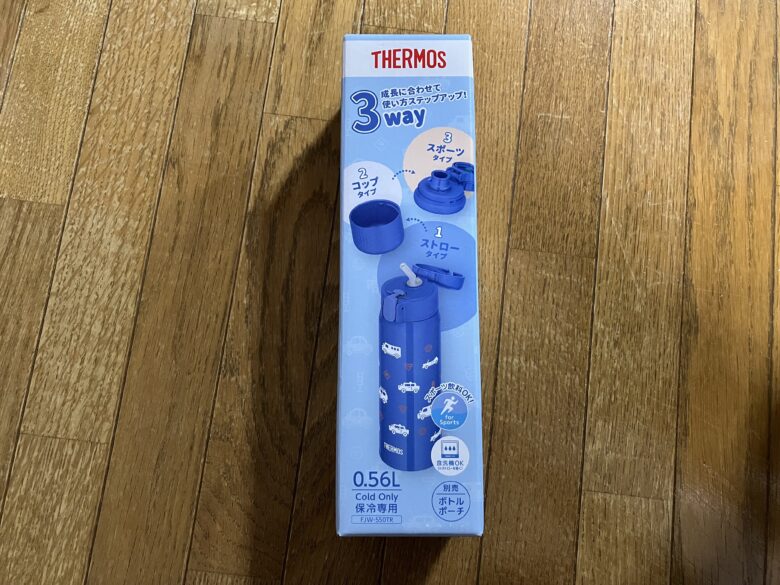 THERMOS
成長に合わせて
使い方ステップアップ!
3way
3
スポーツ
タイプ
2
コップ
タイプ
1
ストロー
タイプ
スポーツ飲料OK!
for
Sports
THERMOS
食洗機OK
0.56L
Cold Only
保冷専用
FJW-550TR
別売
ボトル
ポーチ